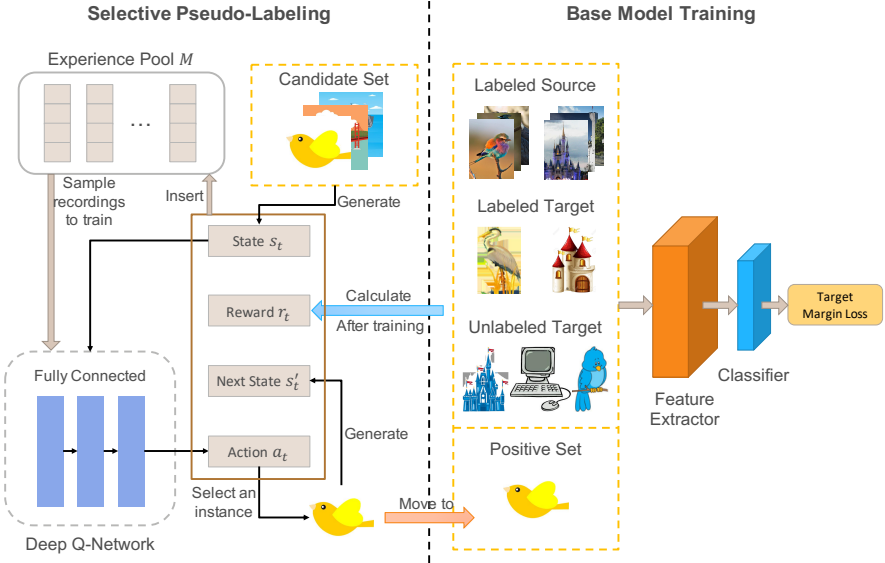 Selective Pseudo-Labeling
Base Model Training
Experience Pool M
...
Candidate Set
Sample
recordings
to train
Insert
Generate
State s_t
Reward r_t
Next State s'_t
Action a_t
Calculate
After training
Generate
Fully Connected
Deep Q-Network
Select an
instance
Move to
Labeled Source
Labeled Target
Unlabeled Target
Positive Set
Feature
Extractor
Classifier
Target
Margin Loss